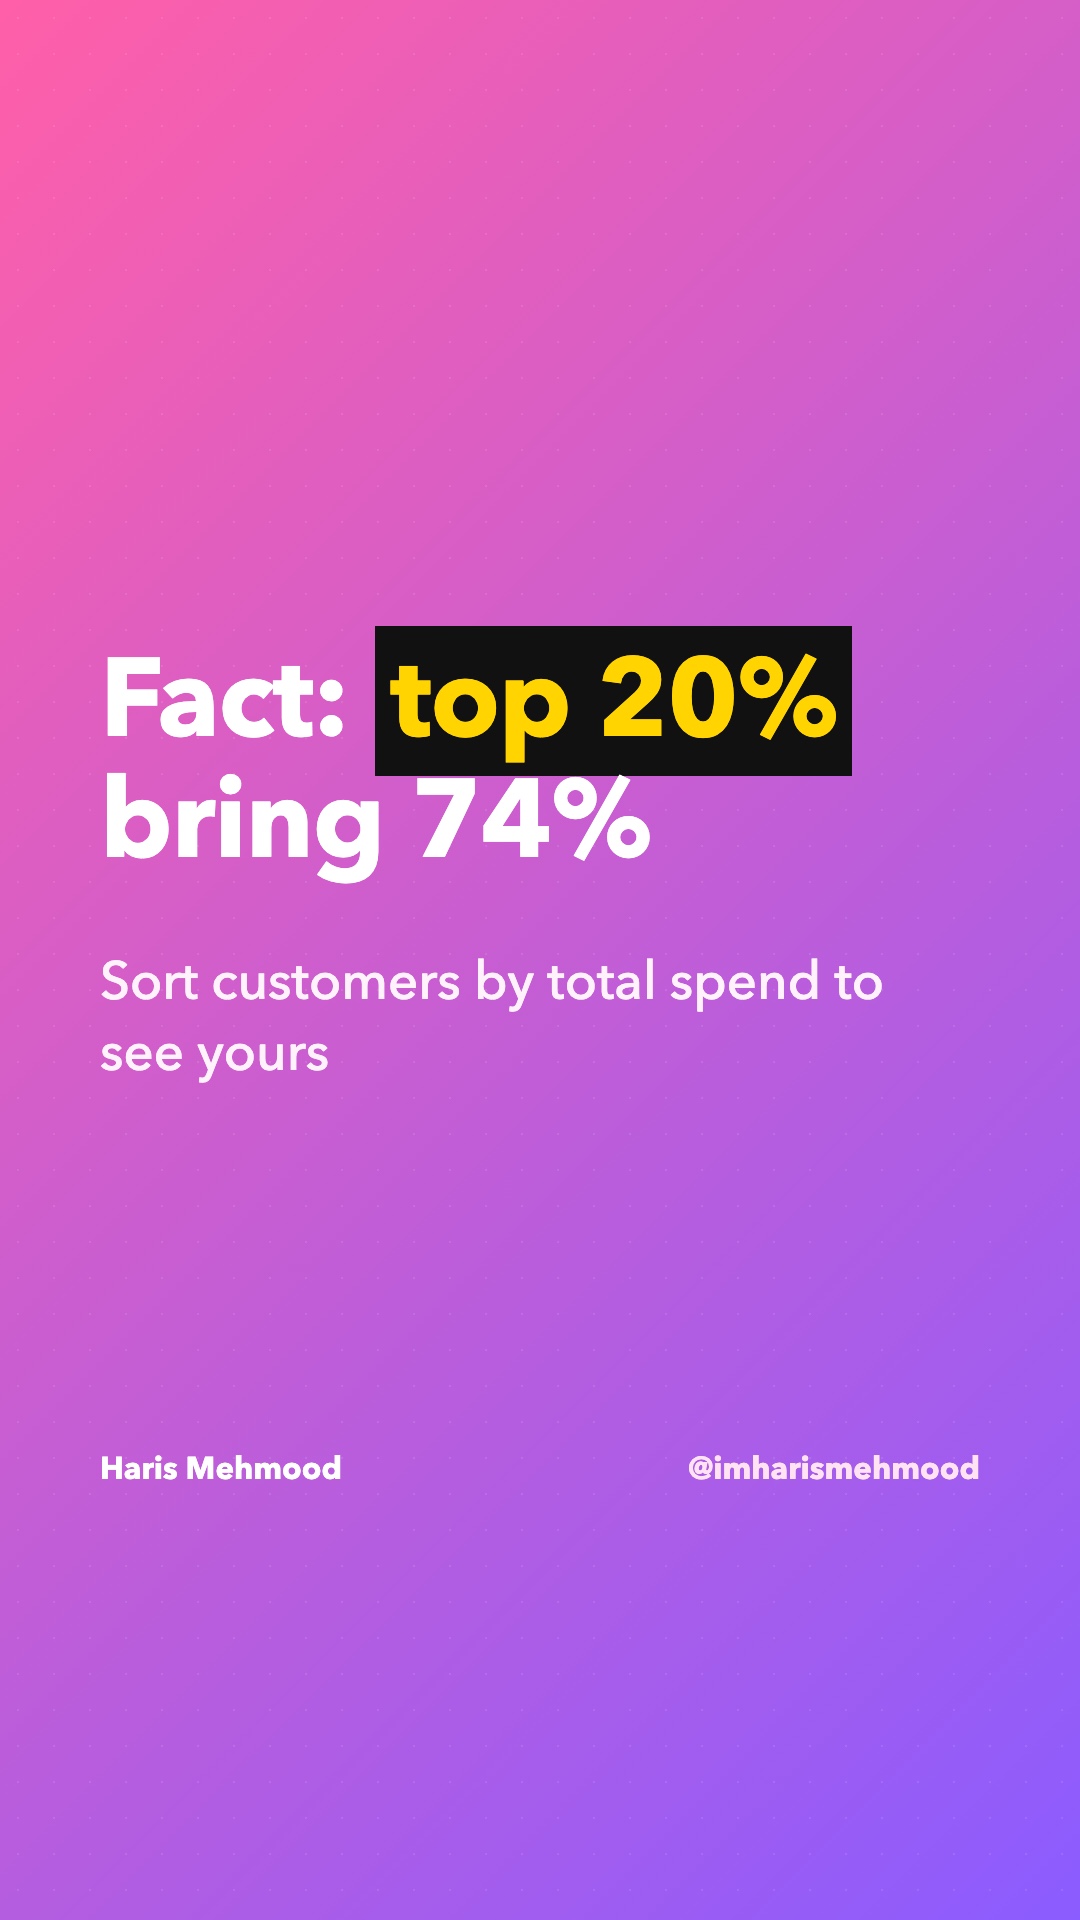 Fact: top 20%
bring 74%
Sort customers by total spend to
see yours
Haris Mehmood @imharismehmood